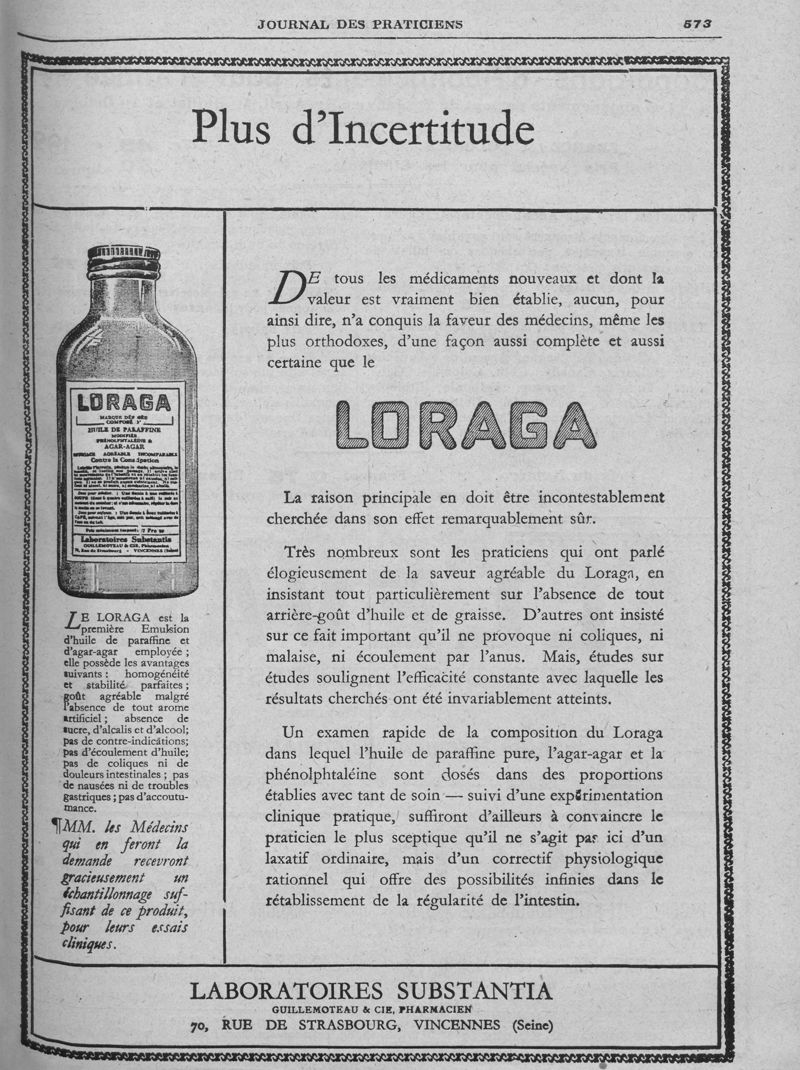 JOURNAL DES PRATICIENS
573
Plus d'Incertitude
LORAGA
HUILE DE PARAFFINE
PHÉNOLPHTALÉINE &
AGAR-AGAR
EFFICACE AGRÉABLE INCOMPARABLE
Contre la Constipation
Laboratoires Substantia
GUILLEMOTEAU & CIE, Pharmaciens
LE LORAGA est la
première Emulsion
d'huile de paraffine et
d'agar-agar employée ;
elle possède les avantages
suivants : homogénéité
et stabilité parfaites ;
goût agréable malgré
l'absence de tout arome
artificiel ; absence de
sucre, d'alcalis et d'alcool;
pas de contre-indications;
pas d'écoulement d'huile;
pas de coliques ni de
douleurs intestinales ; pas
de nausées ni de troubles
gastriques ; pas d'accoutu-
mance.
¶MM. les Médecins
qui en feront la
demande recevront
gracieusement un
échantillonnage suf-
fisant de ce produit,
pour leurs essais
cliniques.
DE tous les médicaments nouveaux et dont la
valeur est vraiment bien établie, aucun, pour
ainsi dire, n'a conquis la faveur des médecins, même les
plus orthodoxes, d'une façon aussi complète et aussi
certaine que le
LORAGA
La raison principale en doit être incontestablement
cherchée dans son effet remarquablement sûr.
Très nombreux sont les praticiens qui ont parlé
élogieusement de la saveur agréable du Loraga, en
insistant tout particulièrement sur l'absence de tout
arrière-goût d'huile et de graisse. D'autres ont insisté
sur ce fait important qu'il ne provoque ni coliques, ni
malaise, ni écoulement par l'anus. Mais, études sur
études soulignent l'efficacité constante avec laquelle les
résultats cherchés ont été invariablement atteints.
Un examen rapide de la composition du Loraga
dans lequel l'huile de paraffine pure, l'agar-agar et la
phénolphtaléine sont dosés dans des proportions
établies avec tant de soin — suivi d'une expérimentation
clinique pratique, suffiront d'ailleurs à convaincre le
praticien le plus sceptique qu'il ne s'agit pas ici d'un
laxatif ordinaire, mais d'un correctif physiologique
rationnel qui offre des possibilités infinies dans le
rétablissement de la régularité de l'intestin.
LABORATOIRES SUBSTANTIA
GUILLEMOTEAU & CIE, PHARMACIEN
70, RUE DE STRASBOURG, VINCENNES (Seine)